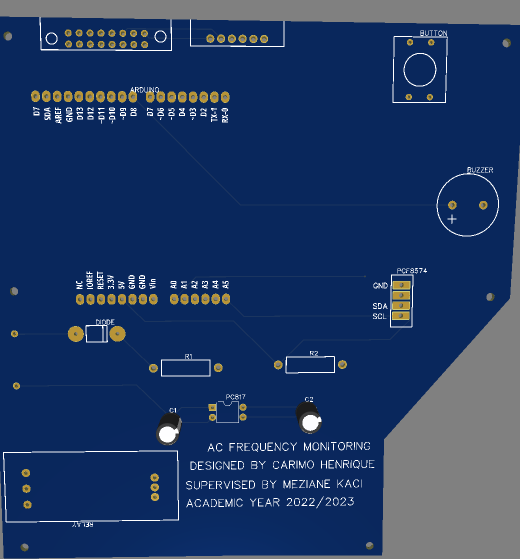 BUTTON
ARDUINO
D7 SDA AREF GND D13 D12 ~D11 ~D10 ~D9 D8 D7 ~D6 ~D5 D4 ~D3 D2 TX-1 RX-0
BUZZER
+
NC IOREF RESET 3.3V 5V GND GND Vin A0 A1 A2 A3 A4 A5
PCF8574
GND
SDA
SCL
DIODE
R1
R2
PC817
C1
C2
AC FREQUENCY MONITORING
DESIGNED BY CARIMO HENRIQUE
SUPERVISED BY MEZIANE KACI
ACADEMIC YEAR 2022/2023
RELAY